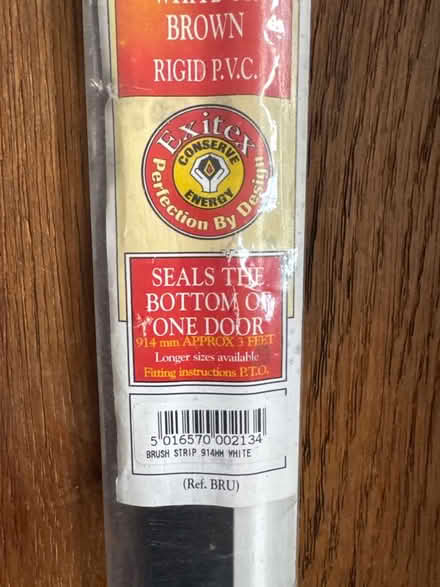 BROWN
RIGID P.V.C.
Exitex
CONSERVE
ENERGY
Perfection By Design
SEALS THE
BOTTOM OF
ONE DOOR
914 mm APPROX 3 FEET
Longer sizes available
Fitting instructions P.T.O.
5 016570 002134
BRUSH STRIP 914MM WHITE
(Ref. BRU)